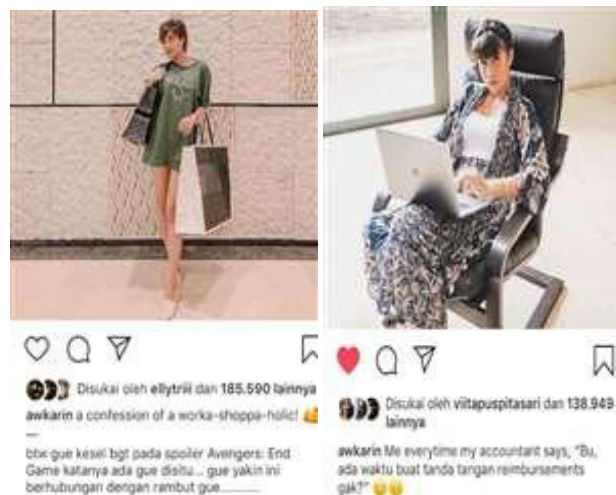 Disukai oleh ellytriii dan 185.590 lainnya
awkarin a confession of a worka-shoppa-holic! 🥰
—
btw gue kesel bgt pada spoiler Avengers: End
Game katanya ada gue disitu... gue yakin ini
berhubungan dengan rambut gue............
Disukai oleh viitapuspitasari dan 138.949
lainnya
awkarin Me everytime my accountant says, "Bu,
ada waktu buat tanda tangan reimbursements
gak?" 😌😌